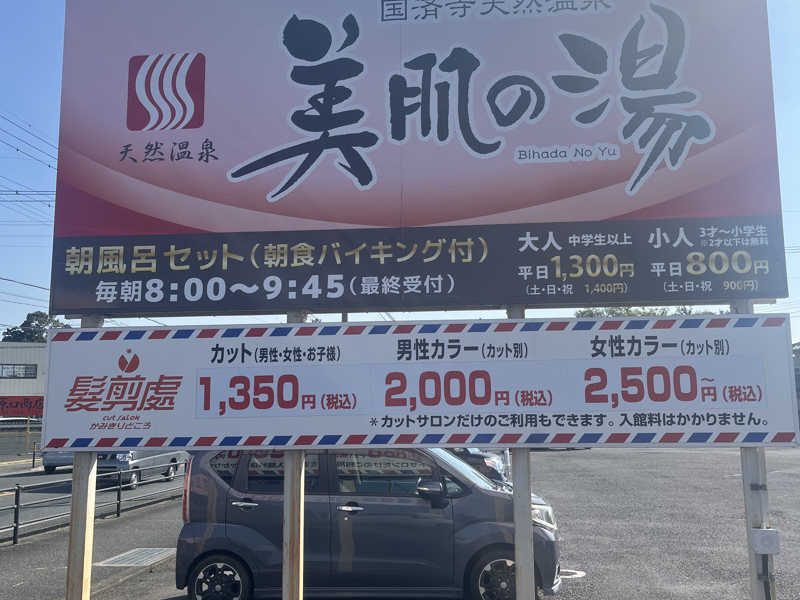 国済寺天然温泉
美肌の湯
Bihada No Yu
天然温泉
朝風呂セット(朝食バイキング付)
毎朝8:00〜9:45(最終受付)
大人 中学生以上
平日1,300円
(土・日・祝 1,400円)
小人 3才〜小学生
※2才以下は無料
平日800円
(土・日・祝 900円)
髪剪處
cut salok
かみきりどころ
カット(男性・女性・お子様)
1,350円(税込)
男性カラー(カット別)
2,000円(税込)
女性カラー(カット別)
2,500円〜(税込)
*カットサロンだけのご利用もできます。入館料はかかりません。